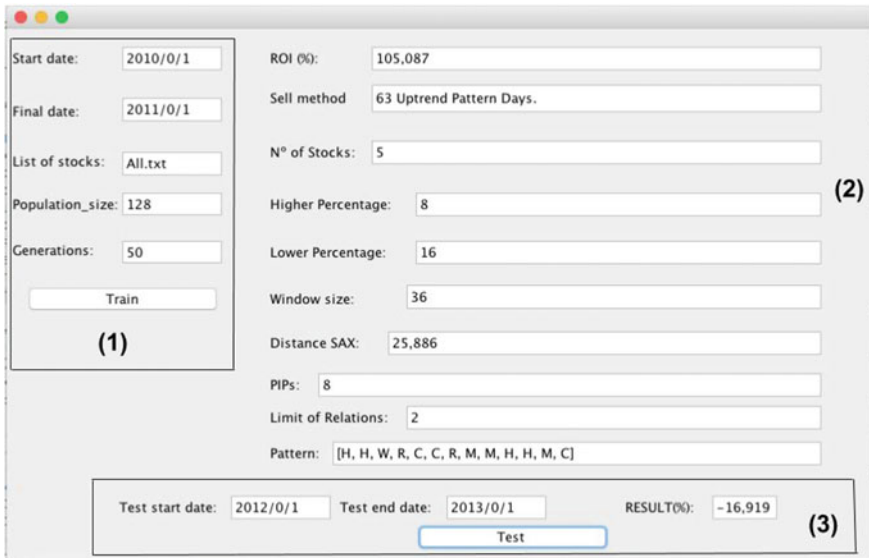 Start date: 2010/0/1
Final date: 2011/0/1
List of stocks: All.txt
Population_size: 128
Generations: 50
Train
(1)
ROI (%): 105,087
Sell method 63 Uptrend Pattern Days.
Nº of Stocks: 5
Higher Percentage: 8
Lower Percentage: 16
Window size: 36
Distance SAX: 25,886
PIPs: 8
Limit of Relations: 2
Pattern: [H, H, W, R, C, C, R, M, M, H, H, M, C]
(2)
Test start date: 2012/0/1 Test end date: 2013/0/1 RESULT(%): -16,919
Test
(3)